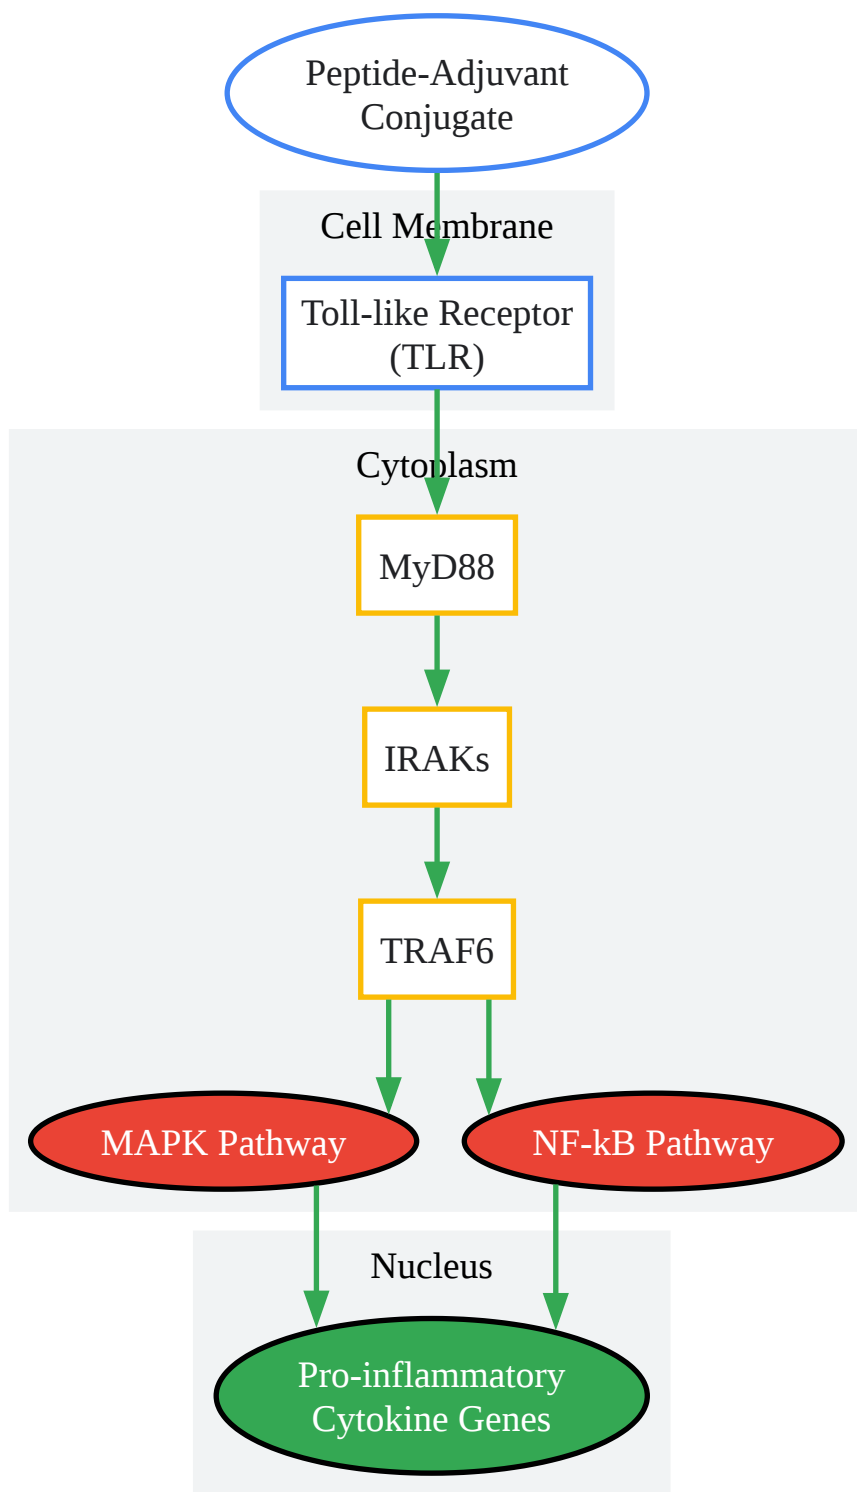 Peptide-Adjuvant
Conjugate
Cell Membrane
Toll-like Receptor
(TLR)
Cytoplasm
MyD88
IRAKs
TRAF6
MAPK Pathway
NF-kB Pathway
Nucleus
Pro-inflammatory
Cytokine Genes